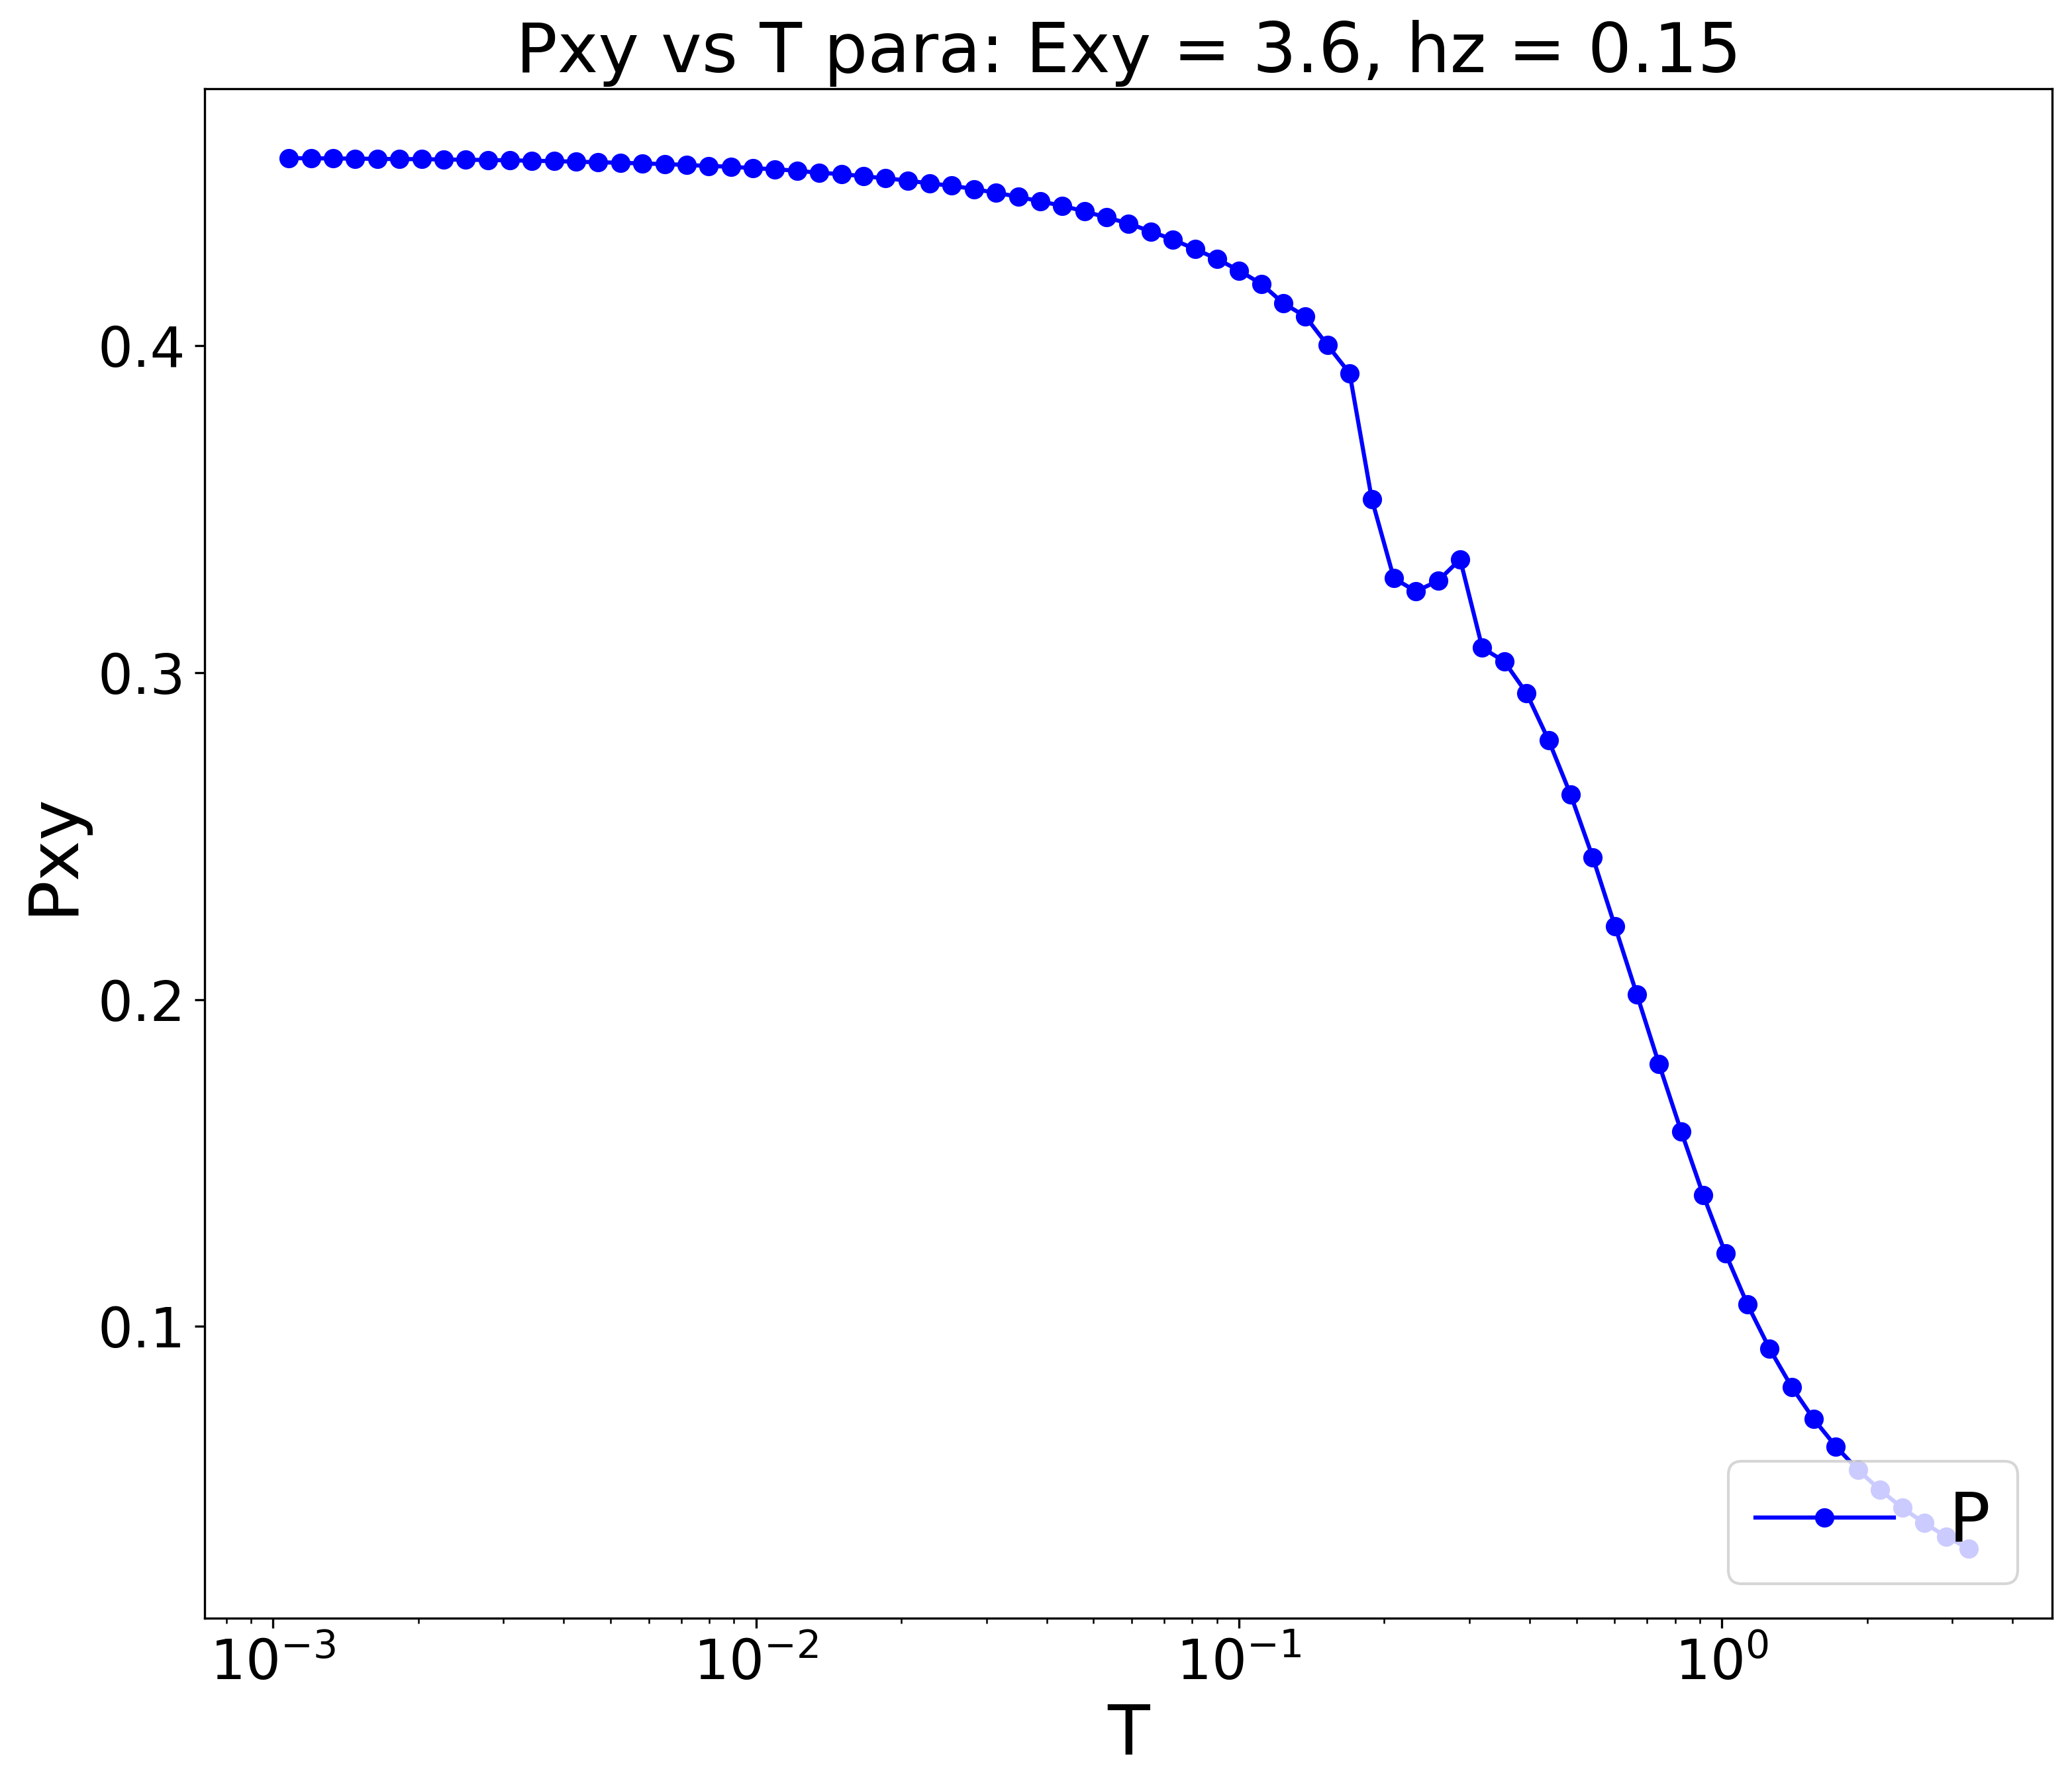 Pxy vs T para: Exy = 3.6, hz = 0.15
Pxy
0.4
0.3
0.2
0.1
10⁻³ 10⁻² 10⁻¹ 10⁰
T
P